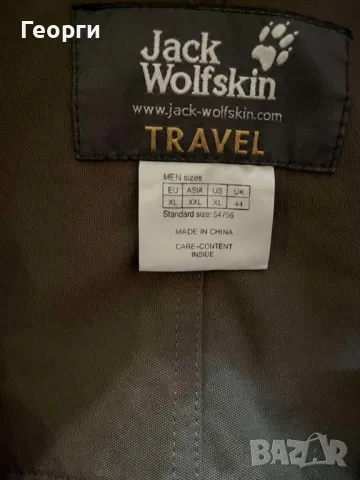 Георги
Jack
Wolfskin
www.jack-wolfskin.com
TRAVEL
MEN sizes
EU ASIA US UK
XL XXL XL 44
Standard size: 54/56
MADE IN CHINA
CARE+CONTENT
INSIDE
BAZAR